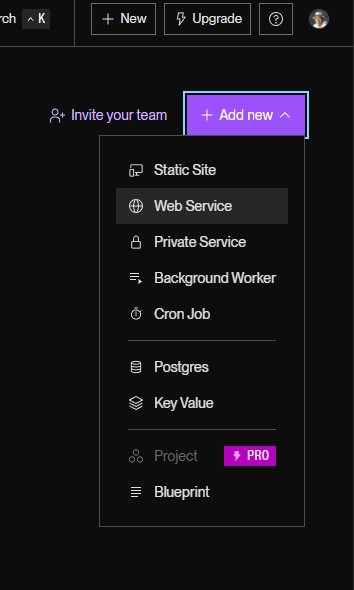 rch K
New
Upgrade
Invite your team
Add new
Static Site
Web Service
Private Service
Background Worker
Cron Job
Postgres
Key Value
Project PRO
Blueprint